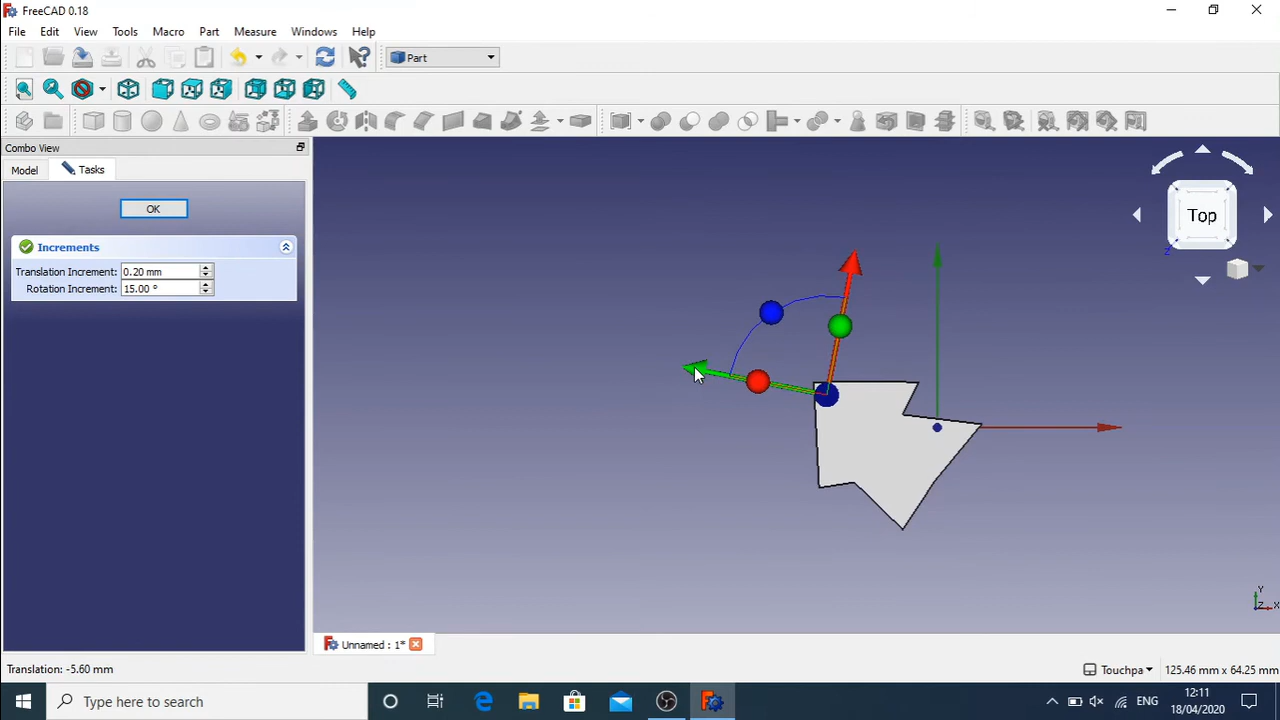 FreeCAD 0.18
File Edit View Tools Macro Part Measure Windows Help
Part
Combo View
Model Tasks
OK
Increments
Translation Increment: 0.20 mm
Rotation Increment: 15.00 °
Top
Z
Y
Z X
Unnamed : 1*
Translation: -5.60 mm
Touchpa 125.46 mm x 64.25 mm
Type here to search
ENG
12:11
18/04/2020